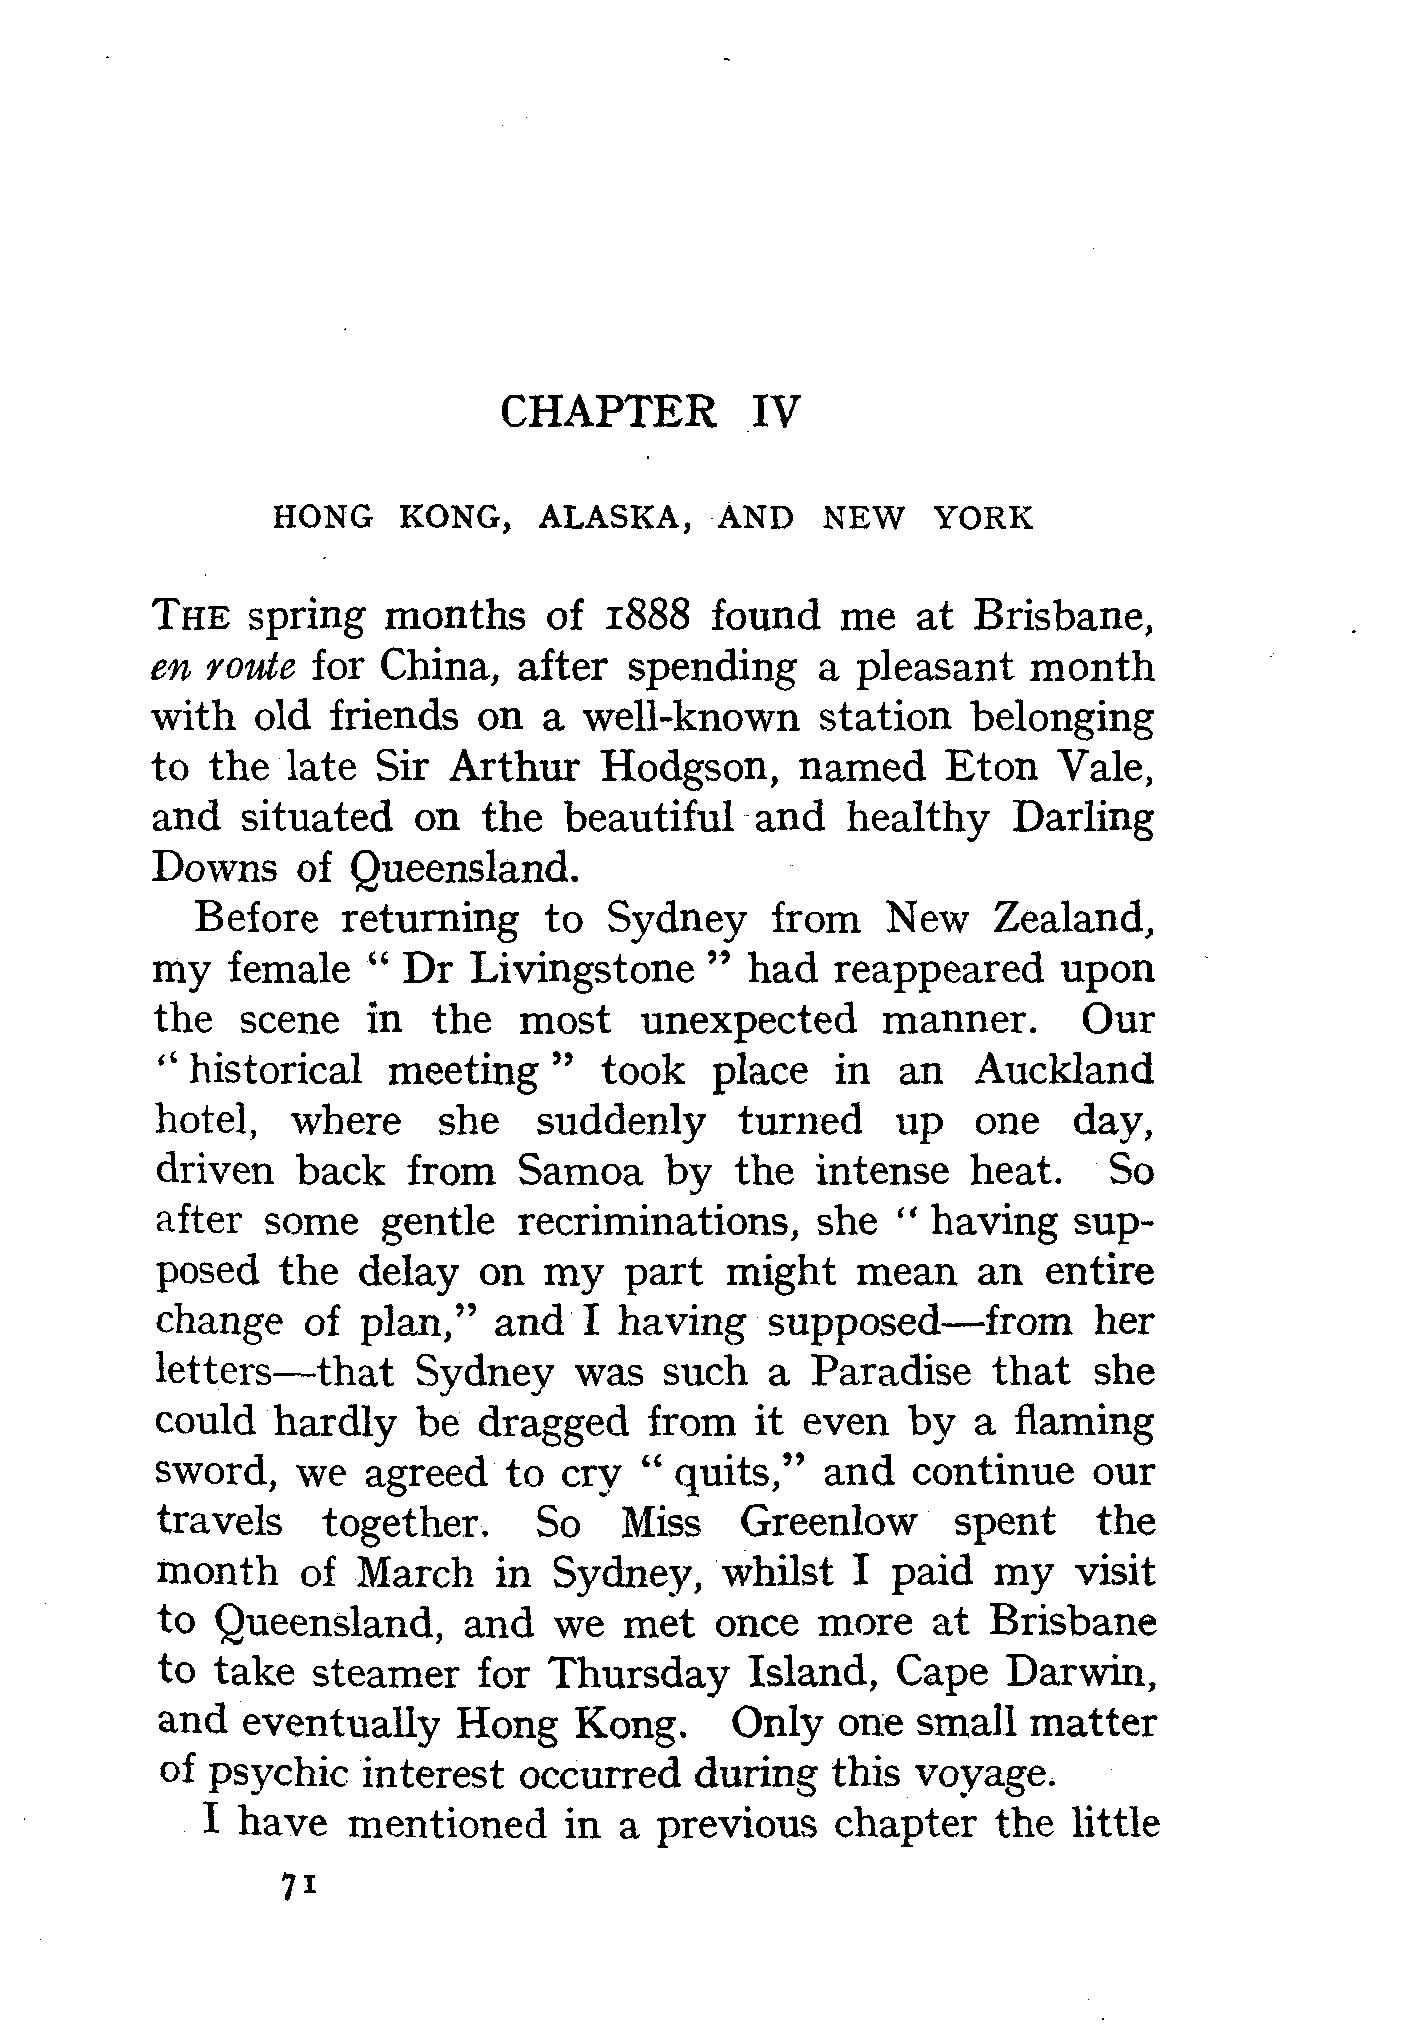 CHAPTER IV
HONG KONG, ALASKA, AND NEW YORK
THE spring months of 1888 found me at Brisbane,
en route for China, after spending a pleasant month
with old friends on a well-known station belonging
to the late Sir Arthur Hodgson, named Eton Vale,
and situated on the beautiful and healthy Darling
Downs of Queensland.
Before returning to Sydney from New Zealand,
my female “ Dr Livingstone ” had reappeared upon
the scene in the most unexpected manner. Our
“ historical meeting ” took place in an Auckland
hotel, where she suddenly turned up one day,
driven back from Samoa by the intense heat. So
after some gentle recriminations, she “ having sup-
posed the delay on my part might mean an entire
change of plan,” and I having supposed—from her
letters—that Sydney was such a Paradise that she
could hardly be dragged from it even by a flaming
sword, we agreed to cry “ quits,” and continue our
travels together. So Miss Greenlow spent the
month of March in Sydney, whilst I paid my visit
to Queensland, and we met once more at Brisbane
to take steamer for Thursday Island, Cape Darwin,
and eventually Hong Kong. Only one small matter
of psychic interest occurred during this voyage.
I have mentioned in a previous chapter the little
71